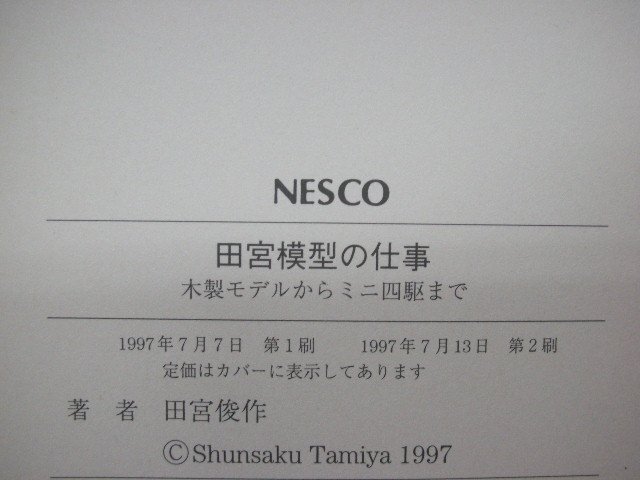 NESCO
田宮模型の仕事
木製モデルからミニ四駆まで
1997年7月7日　第1刷　　1997年7月13日　第2刷
定価はカバーに表示してあります
著　者　田宮俊作
©Shunsaku Tamiya 1997